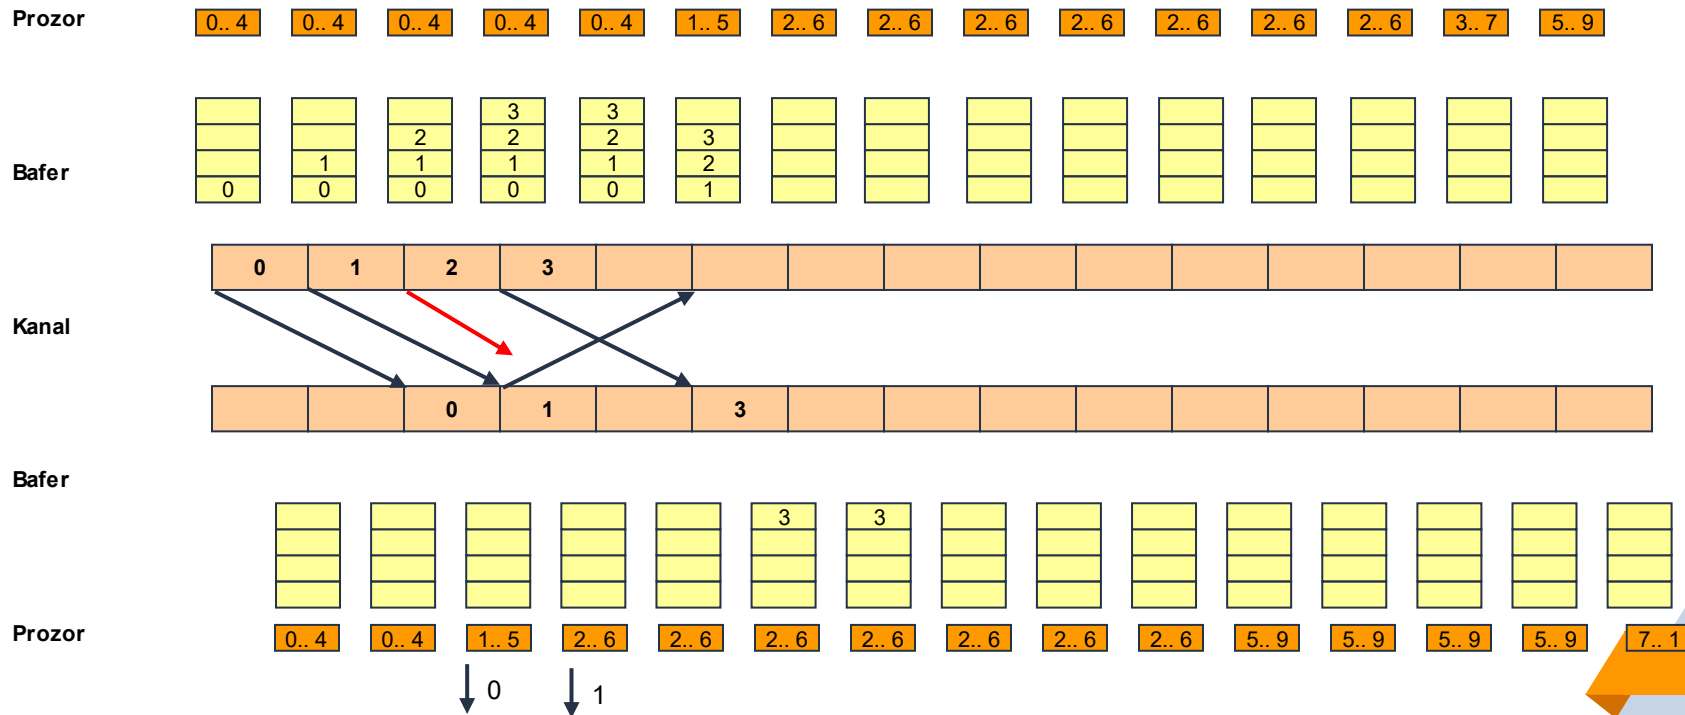 Prozor 0.. 4 0.. 4 0.. 4 0.. 4 0.. 4 1.. 5 2.. 6 2.. 6 2.. 6 2.. 6 2.. 6 2.. 6 2.. 6 3.. 7 5.. 9
3 3
2 2 2 3
1 1 1 1 2
Bafer
0 0 0 0 0 1
0 1 2 3
Kanal
0 1 3
Bafer
3 3
Prozor 0.. 4 0.. 4 1.. 5 2.. 6 2.. 6 2.. 6 2.. 6 2.. 6 2.. 6 2.. 6 5.. 9 5.. 9 5.. 9 5.. 9 7.. 1
0 1